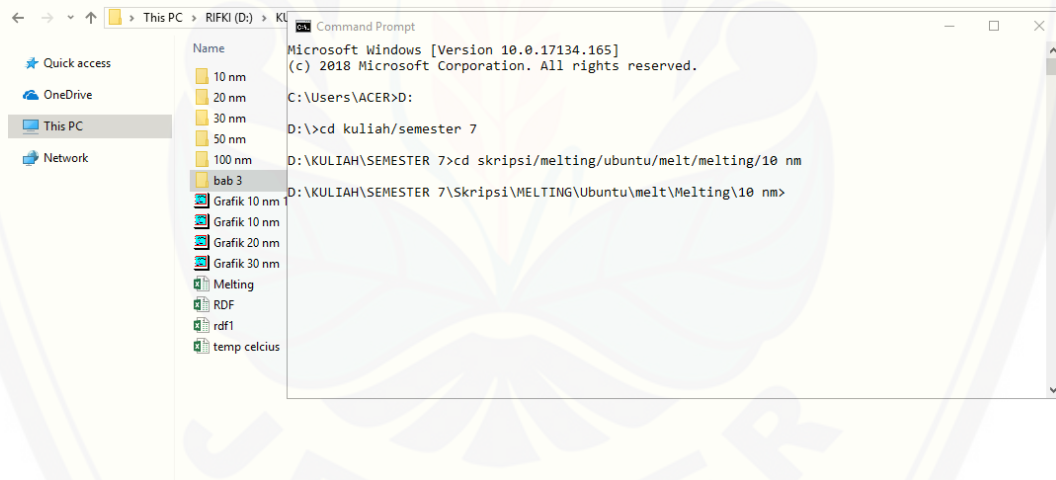 This PC > RIFKI (D:) >
Quick access
OneDrive
This PC
Network
Name
10 nm
20 nm
30 nm
50 nm
100 nm
bab 3
Grafik 10 nm 1
Grafik 10 nm
Grafik 20 nm
Grafik 30 nm
Melting
RDF
rdf1
temp celcius
Command Prompt
Microsoft Windows [Version 10.0.17134.165]
(c) 2018 Microsoft Corporation. All rights reserved.
C:\Users\ACER>D:
D:\>cd kuliah/semester 7
D:\KULIAH\SEMESTER 7>cd skripsi/melting/ubuntu/melt/melting/10 nm
D:\KULIAH\SEMESTER 7\Skripsi\MELTING\Ubuntu\melt\Melting\10 nm>